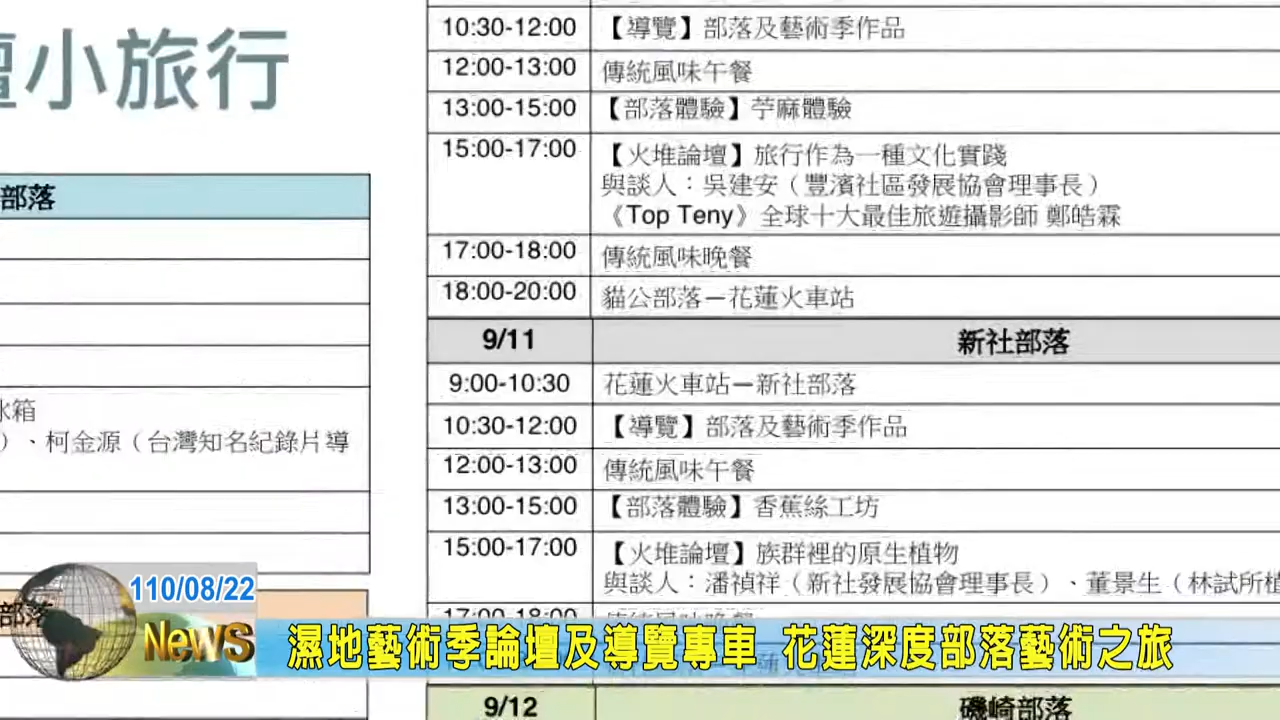 小旅行
部落
冰箱
）、柯金源（台灣知名紀錄片導
部落
10:30-12:00 【導覽】部落及藝術季作品
12:00-13:00 傳統風味午餐
13:00-15:00 【部落體驗】苧麻體驗
15:00-17:00 【火堆論壇】旅行作為一種文化實踐
與談人：吳建安（豐濱社區發展協會理事長）
《Top Teny》全球十大最佳旅遊攝影師 鄭皓霖
17:00-18:00 傳統風味晚餐
18:00-20:00 貓公部落—花蓮火車站
9/11 新社部落
9:00-10:30 花蓮火車站—新社部落
10:30-12:00 【導覽】部落及藝術季作品
12:00-13:00 傳統風味午餐
13:00-15:00 【部落體驗】香蕉絲工坊
15:00-17:00 【火堆論壇】族群裡的原生植物
與談人：潘禎祥（新社發展協會理事長）、董景生（林試所植
17:00-18:00 傳統風味晚餐
9/12 磯崎部落
110/08/22
NewS
濕地藝術季論壇及導覽專車 花蓮深度部落藝術之旅